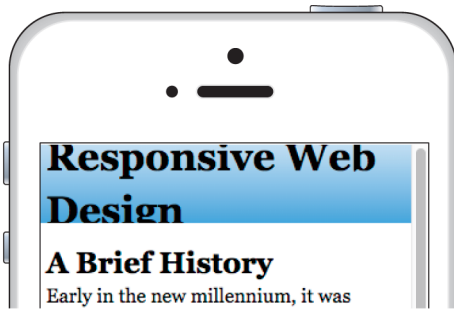 Responsive Web
Design
A Brief History
Early in the new millennium, it was